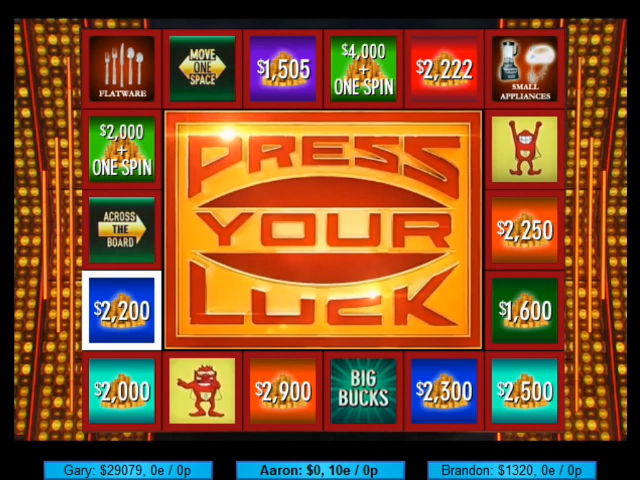 FLATWARE
MOVE
ONE
SPACE
$1,505
$4,000
+
ONE SPIN
$2,222
SMALL
APPLIANCES
$2,000
+
ONE SPIN
PRESS
YOUR
LUCK
ACROSS
THE
BOARD
$2,250
$2,200
$1,600
$2,000
$2,900
BIG
BUCKS
$2,300
$2,500
Gary: $29079, 0e / 0p
Aaron: $0, 10e / 0p
Brandon: $1320, 0e / 0p